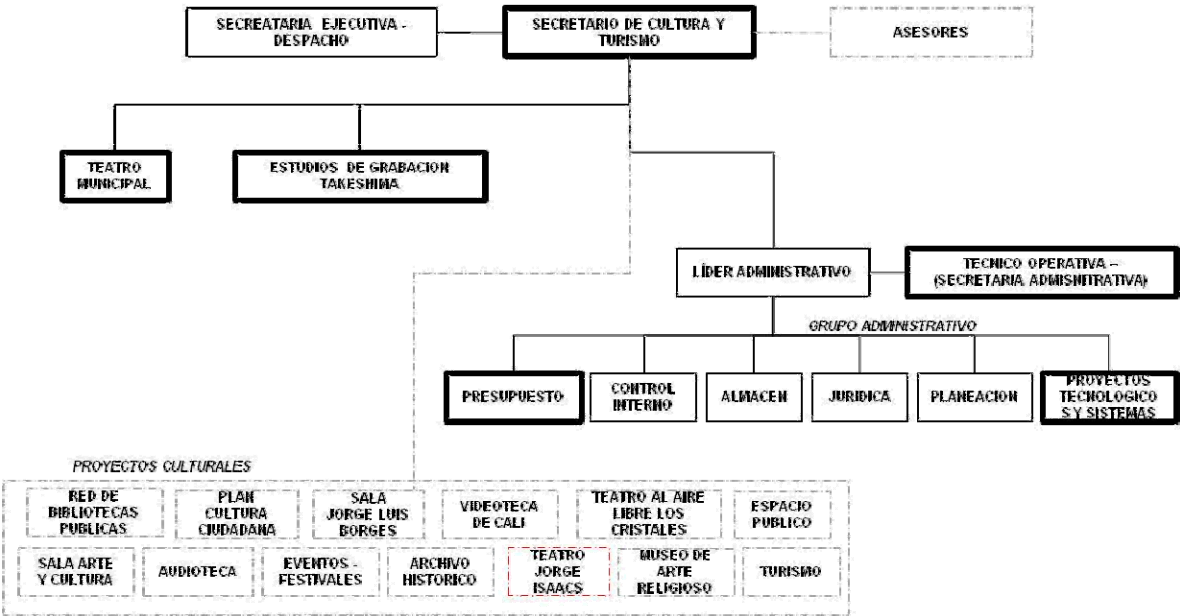 SECREATARIA EJECUTIVA -
DESPACHO
SECRETARIO DE CULTURA Y
TURISMO
ASESORES
TEATRO
MUNICIPAL
ESTUDIOS DE GRABACION
TAKESHIMA
LÍDER ADMINISTRATIVO
TECNICO OPERATIVA –
(SECRETARIA ADMISNITRATIVA)
GRUPO ADMINISTRATIVO
PRESUPUESTO
CONTROL
INTERNO
ALMACEN
JURIDICA
PLANEACION
PROYECTOS
TECNOLOGICO
S Y SISTEMAS
PROYECTOS CULTURALES
RED DE
BIBLIOTECAS
PUBLICAS
PLAN
CULTURA
CIUDADANA
SALA
JORGE LUIS
BORGES
VIDEOTECA
DE CALI
TEATRO AL AIRE
LIBRE LOS
CRISTALES
ESPACIO
PUBLICO
SALA ARTE
Y CULTURA
AUDIOTECA
EVENTOS -
FESTIVALES
ARCHIVO
HISTORICO
TEATRO
JORGE
ISAACS
MUSEO DE
ARTE
RELIGIOSO
TURISMO